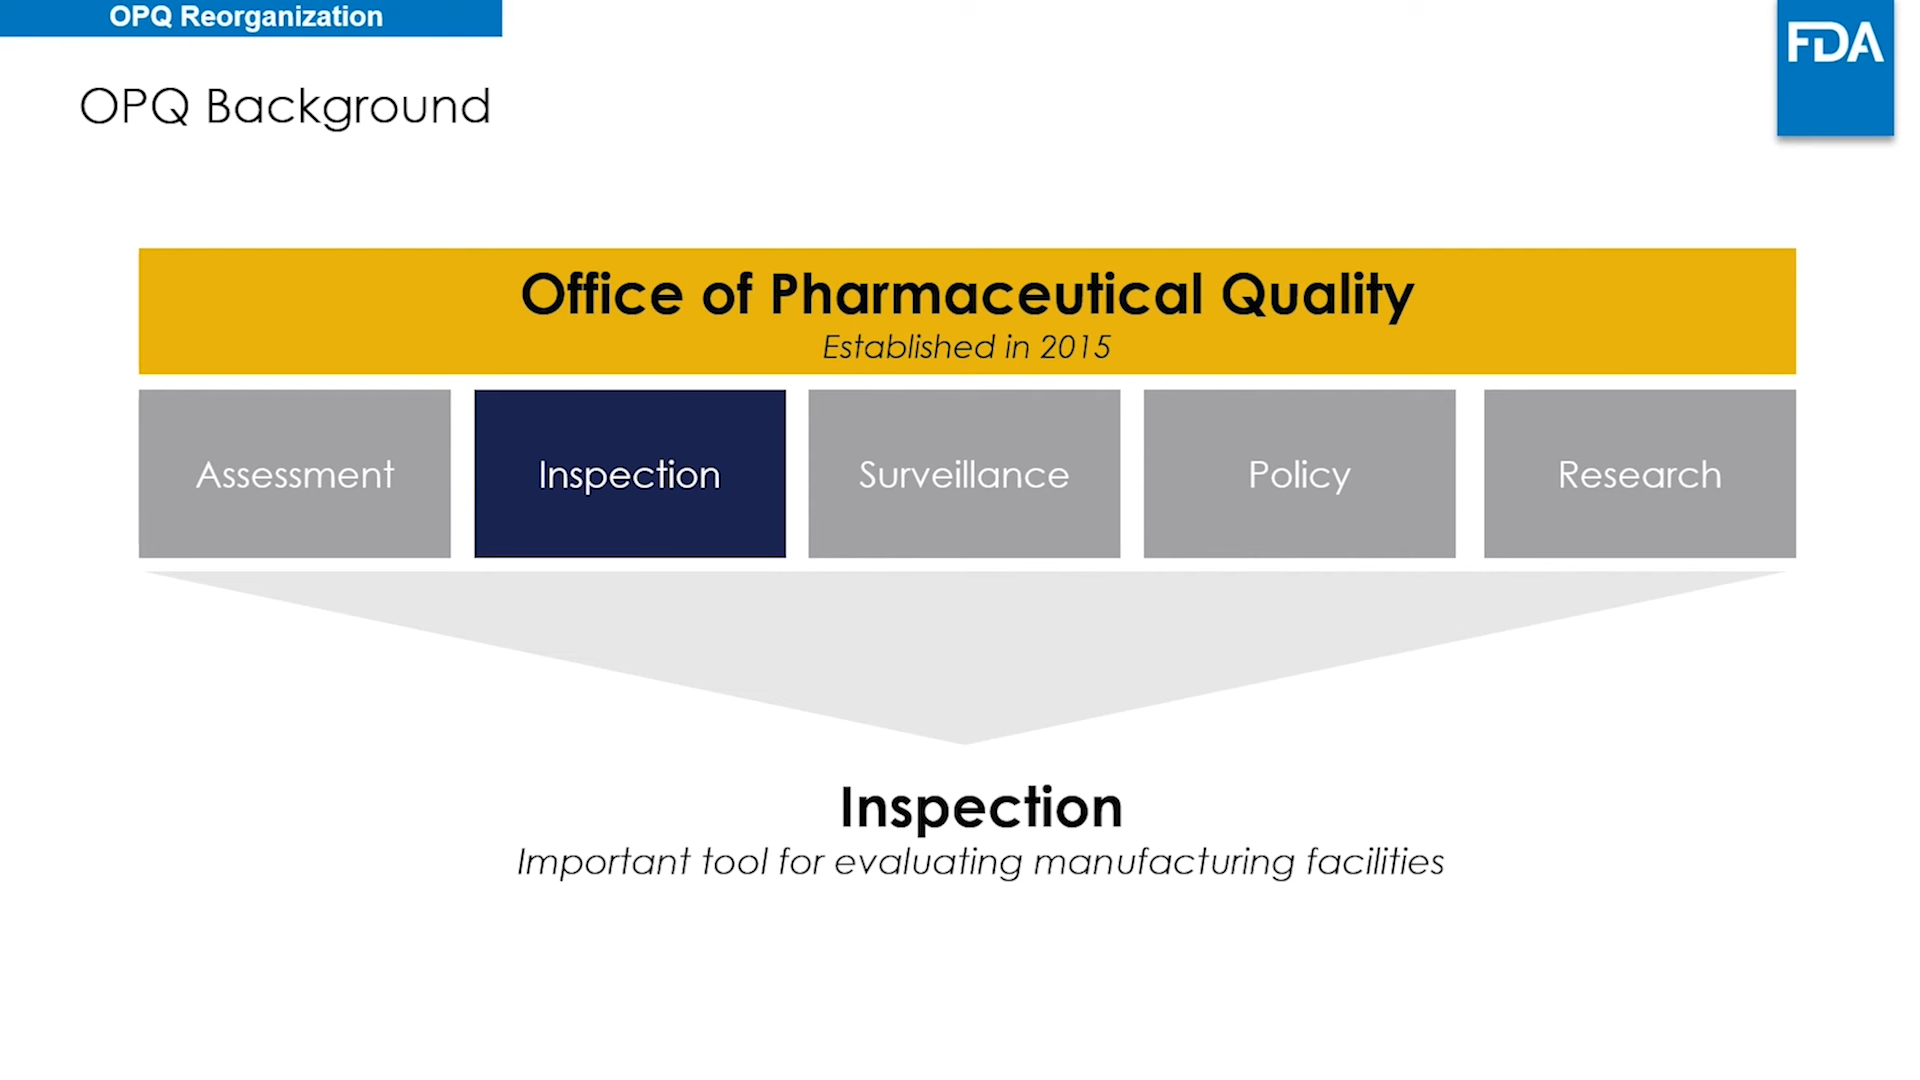 OPQ Reorganization
FDA
OPQ Background
Office of Pharmaceutical Quality
Established in 2015
Assessment
Inspection
Surveillance
Policy
Research
Inspection
Important tool for evaluating manufacturing facilities